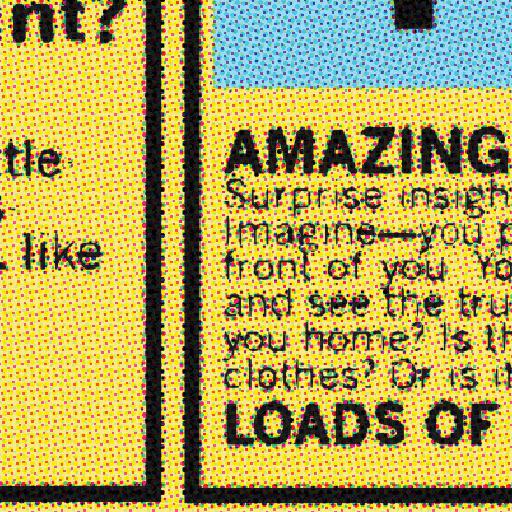 nt?
tle
like
AMAZING
Surprise insigh
Imagine—you p
front of you Yo
and see the tru
you home? Is th
clothes? Or is i
LOADS OF